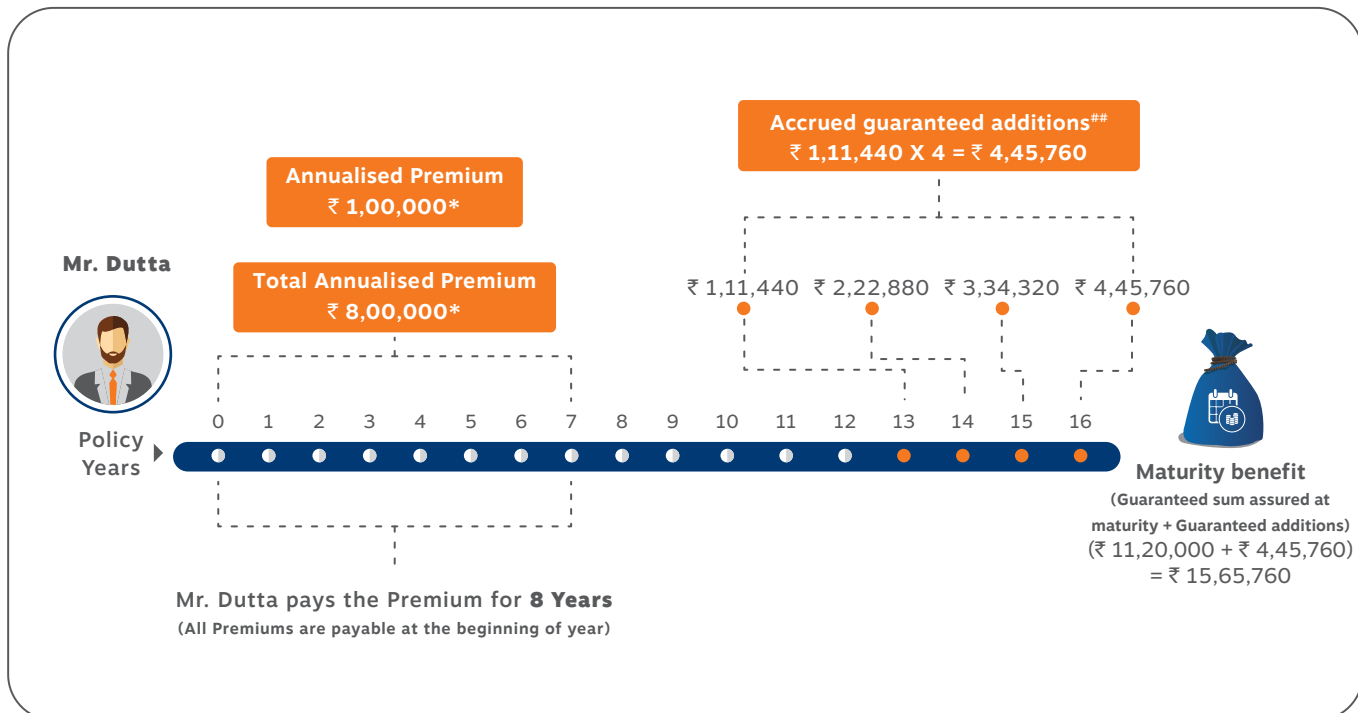 Accrued guaranteed additions##
₹ 1,11,440 X 4 = ₹ 4,45,760
Annualised Premium
₹ 1,00,000*
Mr. Dutta
Total Annualised Premium
₹ 8,00,000*
₹ 1,11,440 ₹ 2,22,880 ₹ 3,34,320 ₹ 4,45,760
0 1 2 3 4 5 6 7 8 9 10 11 12 13 14 15 16
Policy
Years
Maturity benefit
(Guaranteed sum assured at
maturity + Guaranteed additions)
(₹ 11,20,000 + ₹ 4,45,760)
= ₹ 15,65,760
Mr. Dutta pays the Premium for 8 Years
(All Premiums are payable at the beginning of year)